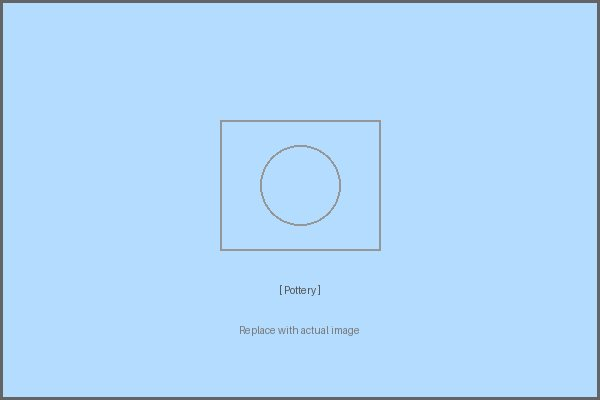 [ Pottery ]
Replace with actual image